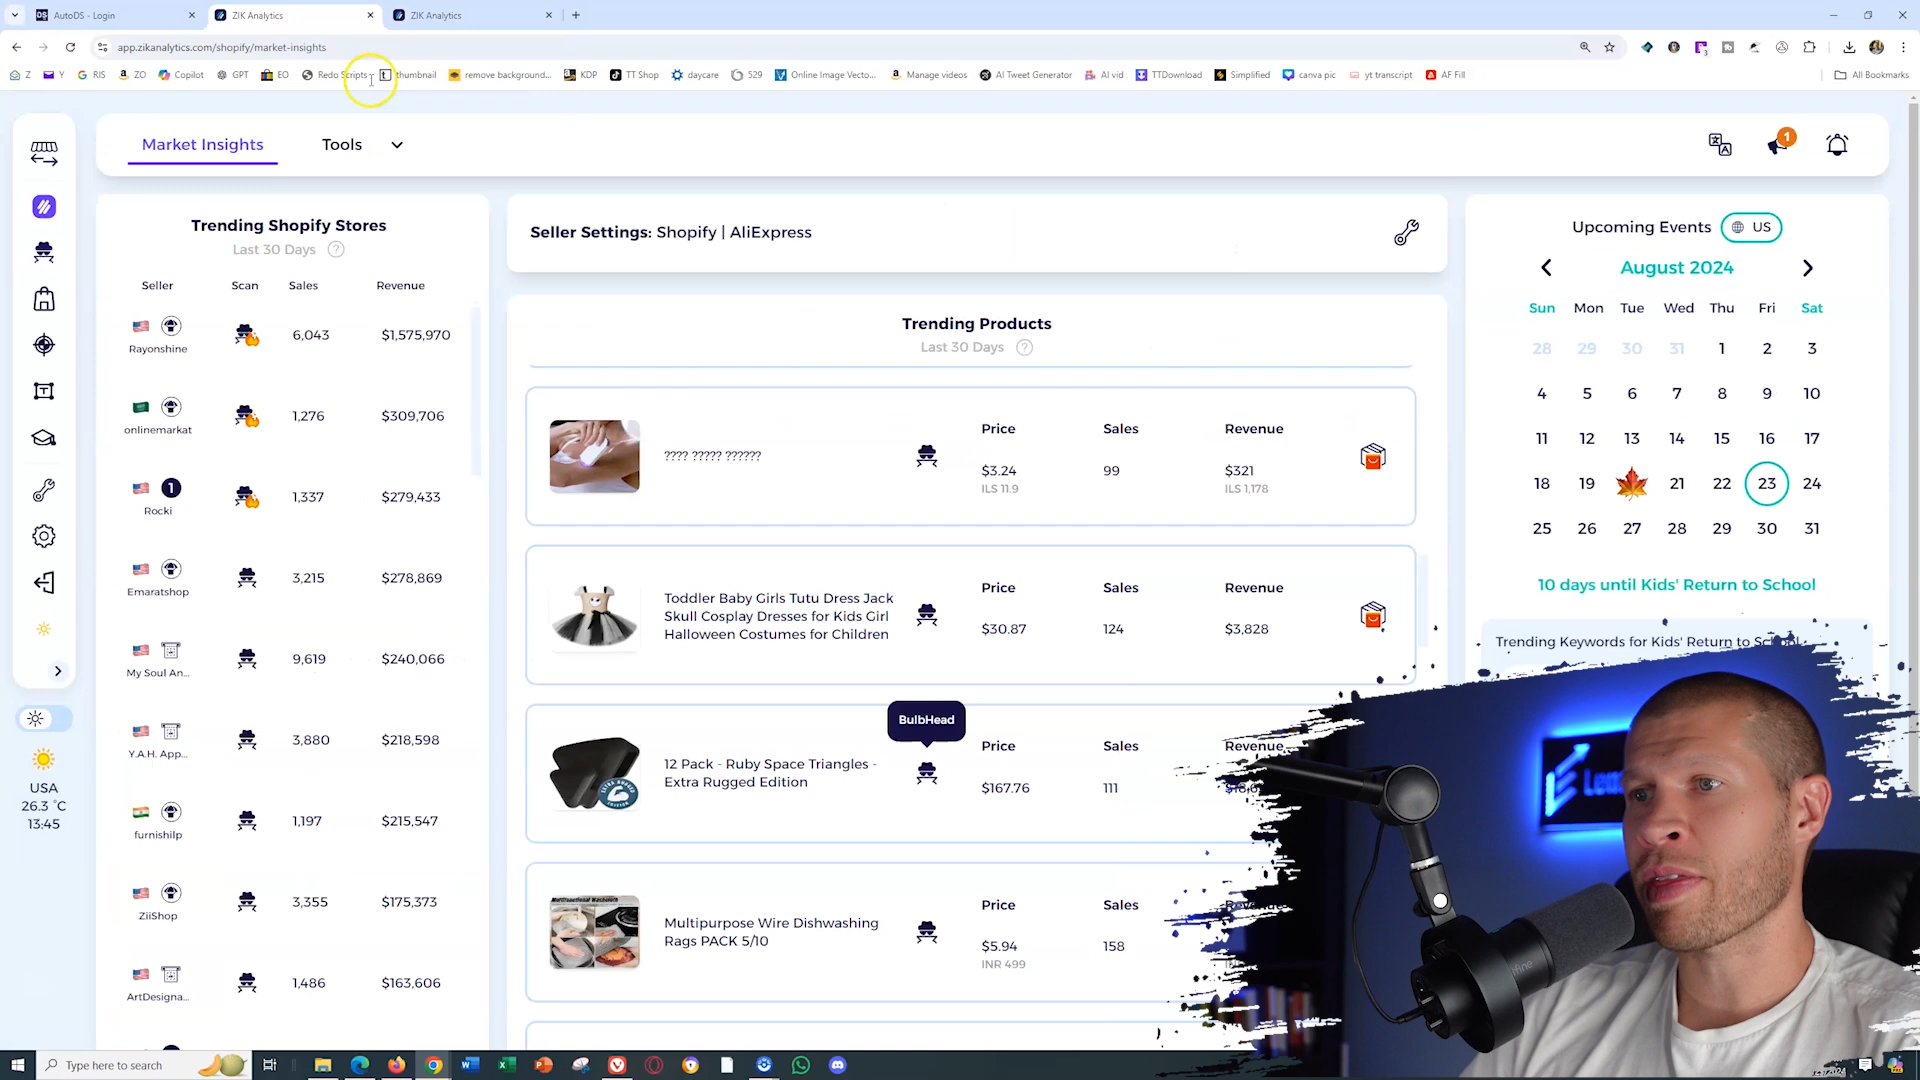 AutoDS - Login
ZIK Analytics
ZIK Analytics
app.zikanalytics.com/shopify/market-insights
Z
Y
RIS
ZO
Copilot
GPT
EO
Redo Scripts
thumbnail
remove background...
KDP
TT Shop
daycare
529
Online Image Vecto...
Manage videos
AI Tweet Generator
AI vid
TTDownload
Simplified
canva pic
yt transcript
AF Fill
All Bookmarks
Market Insights
Tools
1
Trending Shopify Stores
Last 30 Days ?
Seller Scan Sales Revenue
6,043 $1,575,970
Rayonshine
1,276 $309,706
onlinemarkat
1
1,337 $279,433
Rocki
3,215 $278,869
Emaratshop
9,619 $240,066
My Soul An...
3,880 $218,598
Y.A.H. App...
1,197 $215,547
furnishilp
3,355 $175,373
ZiiShop
1,486 $163,606
ArtDesigna...
USA
26.3 °C
13:45
Seller Settings: Shopify | AliExpress
Trending Products
Last 30 Days ?
Price Sales Revenue
???? ????? ??????
$3.24 99 $321
ILS 11.9 ILS 1,178
Price Sales Revenue
Toddler Baby Girls Tutu Dress Jack
Skull Cosplay Dresses for Kids Girl
Halloween Costumes for Children
$30.87 124 $3,828
BulbHead
Price Sales Revenue
12 Pack - Ruby Space Triangles -
Extra Rugged Edition
$167.76 111
Price Sales
Multipurpose Wire Dishwashing
Rags PACK 5/10
$5.94 158
INR 499
Upcoming Events US
August 2024
Sun Mon Tue Wed Thu Fri Sat
28 29 30 31 1 2 3
4 5 6 7 8 9 10
11 12 13 14 15 16 17
18 19 21 22 23 24
25 26 27 28 29 30 31
10 days until Kids' Return to School
Trending Keywords for Kids' Return to School
Type here to search